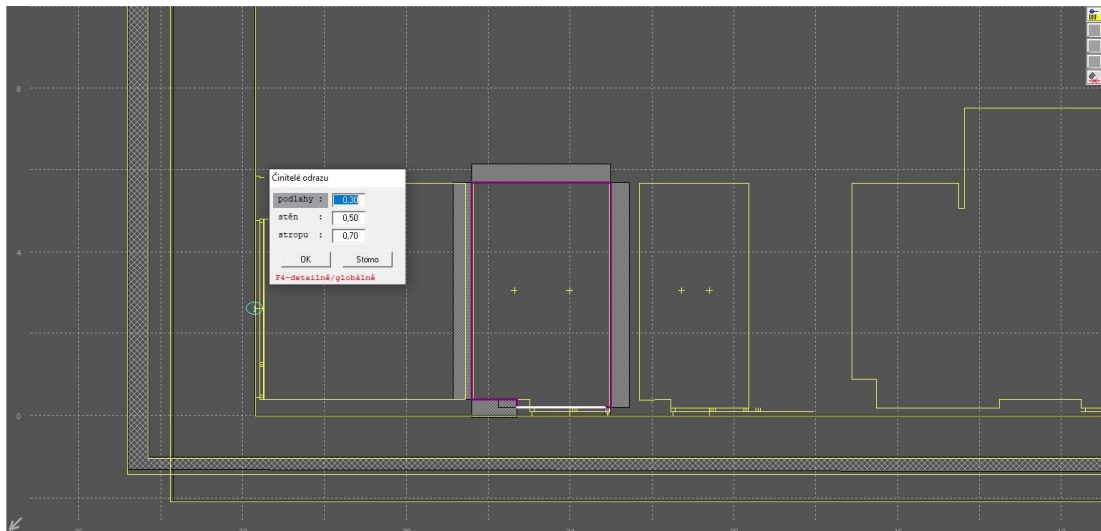 DXF
8
Činitelé odrazu
podlahy : 0,30
stěn : 0,50
stropu : 0,70
OK Storno
F4-detailně/globálně
4
0